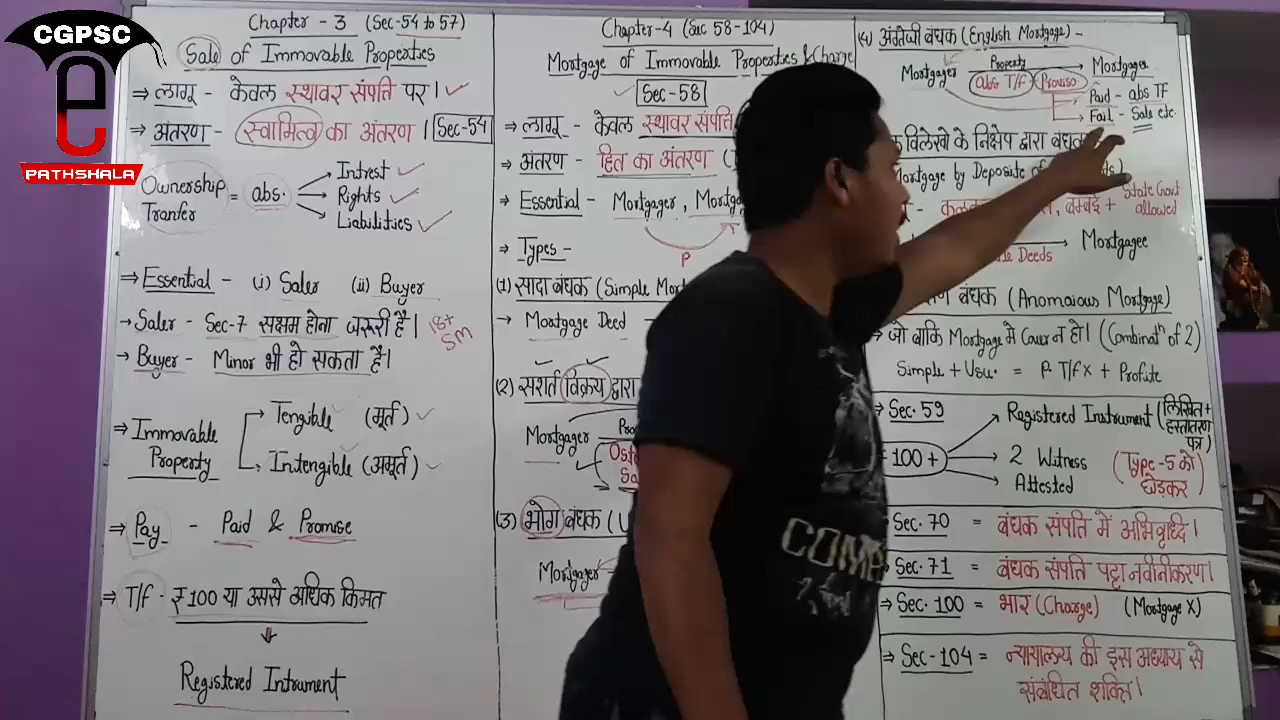 CGPSC
e
PATHSHALA
Chapter - 3 (Sec-54 to 57)
Sale of Immovable Properties
⇒ लागू - केवल स्थावर संपति पर।
⇒ अंतरण - स्वामित्व का अंतरण। Sec-54
Ownership Tranfer = abs.
Intrest
Rights
Liabilities
⇒ Essential - (i) Saler (ii) Buyer
→ Saler - Sec-7 सक्षम होना जरूरी है।
18+ SM
→ Buyer - Minor भी हो सकता है।
⇒ Immovable Property
Tengible (मूर्त)
Intengible (अमूर्त)
⇒ Pay - Paid & Promise
⇒ T/f - ₹100 या उससे अधिक किमत
Registered Intrument
Chapter-4 (Sec 58-104)
Mortgage of Immovable Properties & Charge
Sec-58
⇒ लागू - केवल स्थावर संपति
⇒ अंतरण - हित का अंतरण
⇒ Essential - Mortgager,
P
⇒ Types -
(1) सादा बंधक (Simple
→ Mortgage Deed
(2) सशर्त विक्रय द्वारा
Mortgager
(3) भोग बंधक
Mortgager
(4) अंग्रेजी बंधक (English Mortgage) -
Mortgager Property Mortgagee
abs T/f Proviso
Paid - abs TF
Fail - Sale etc.
विलेखो के निक्षेप द्वारा
Mortgage by Deposite of
बम्बई + State Govt allowed
Deeds Mortgagee
बंधक (Anomaious Mortgage)
⇒ जो बाकि Mortgage मे Cover न हो। (Combinatⁿ of 2)
Simple + Usu. = P. T/f X + Profite
⇒ Sec. 59
₹100+
Registered Instrument (लिखित + हस्तांतरण पत्र)
2 Witness
Attested
(Type-5 को छोड़कर)
Sec. 70 = बंधक संपति में अभिवृध्दि।
Sec. 71 = बंधक संपति पट्टा नवीनीकरण।
⇒ Sec. 100 = भार (Charge) (Mortgage X)
⇒ Sec-104 = न्यायालय की इस अध्याय से संबंधित शक्ति।